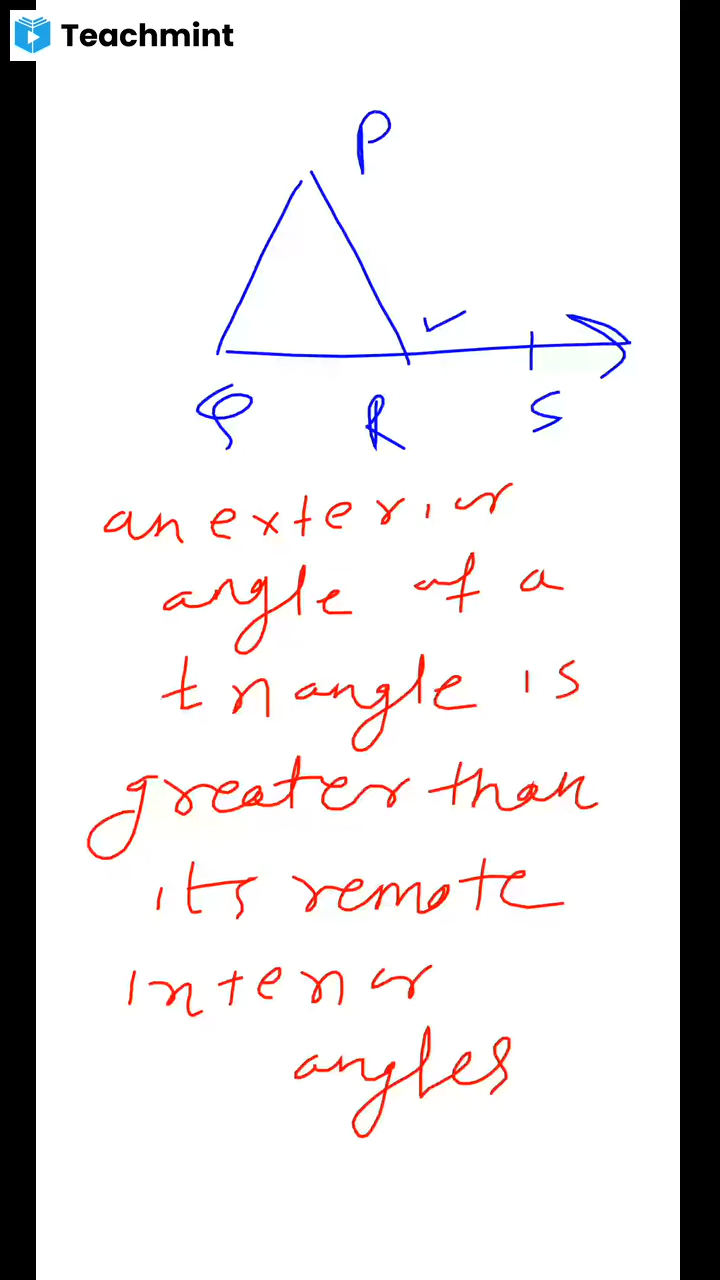 Teachmint
P
Q
R
S
an exterior
angle of a
triangle is
greater than
its remote
interior
angles